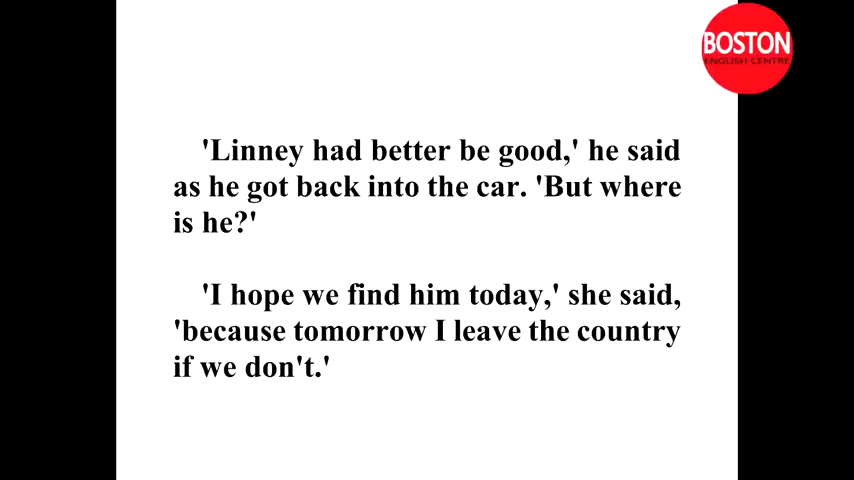 BOSTON
ENGLISH CENTRE
'Linney had better be good,' he said
as he got back into the car. 'But where
is he?'
'I hope we find him today,' she said,
'because tomorrow I leave the country
if we don't.'